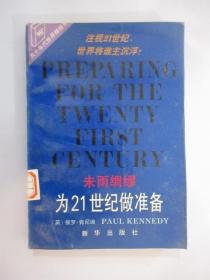 注视21世纪,
世界将谁主沉浮?
PREPARING
FOR THE
TWENTY
FIRST
CENTURY
未雨绸缪
为21世纪做准备
[英] 保罗·肯尼迪 PAUL KENNEDY
新华出版社